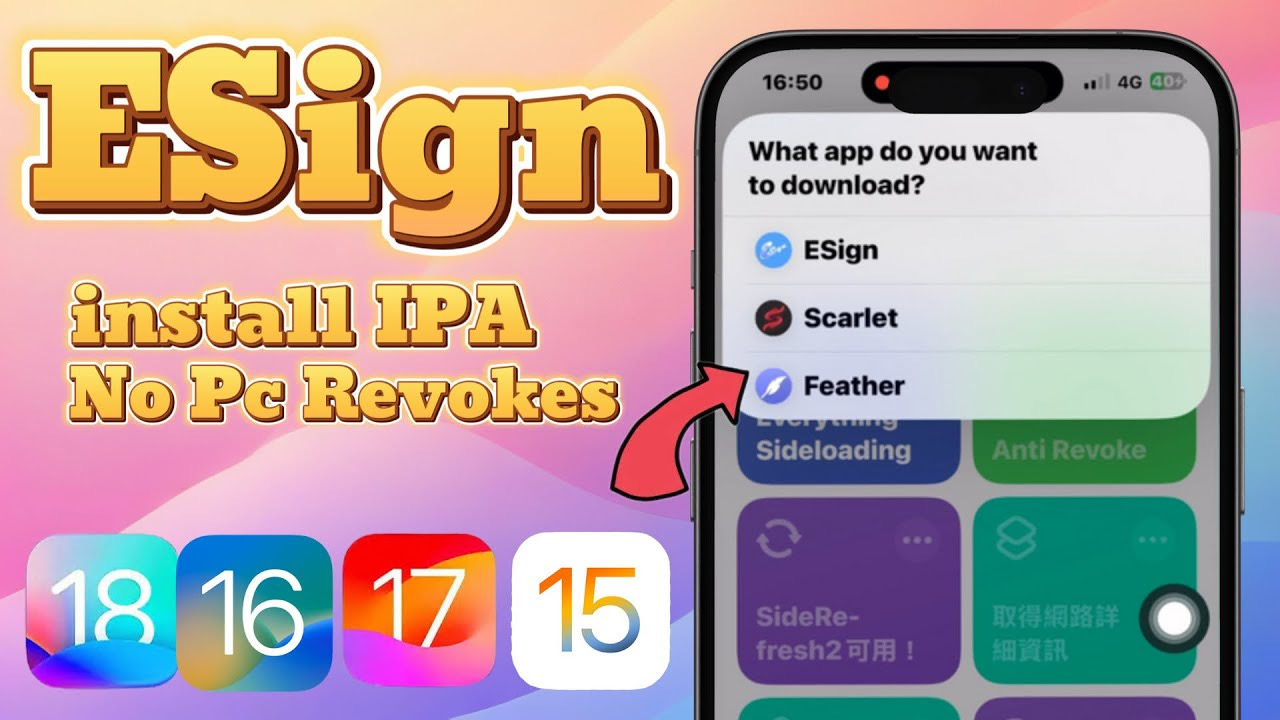 ESign
install IPA
No Pc Revokes
18
16
17
15
16:50
4G
40
What app do you want
to download?
ESign
Scarlet
Feather
Everything
Sideloading
Anti Revoke
SideRe-
fresh2可用！
取得網路詳
細資訊